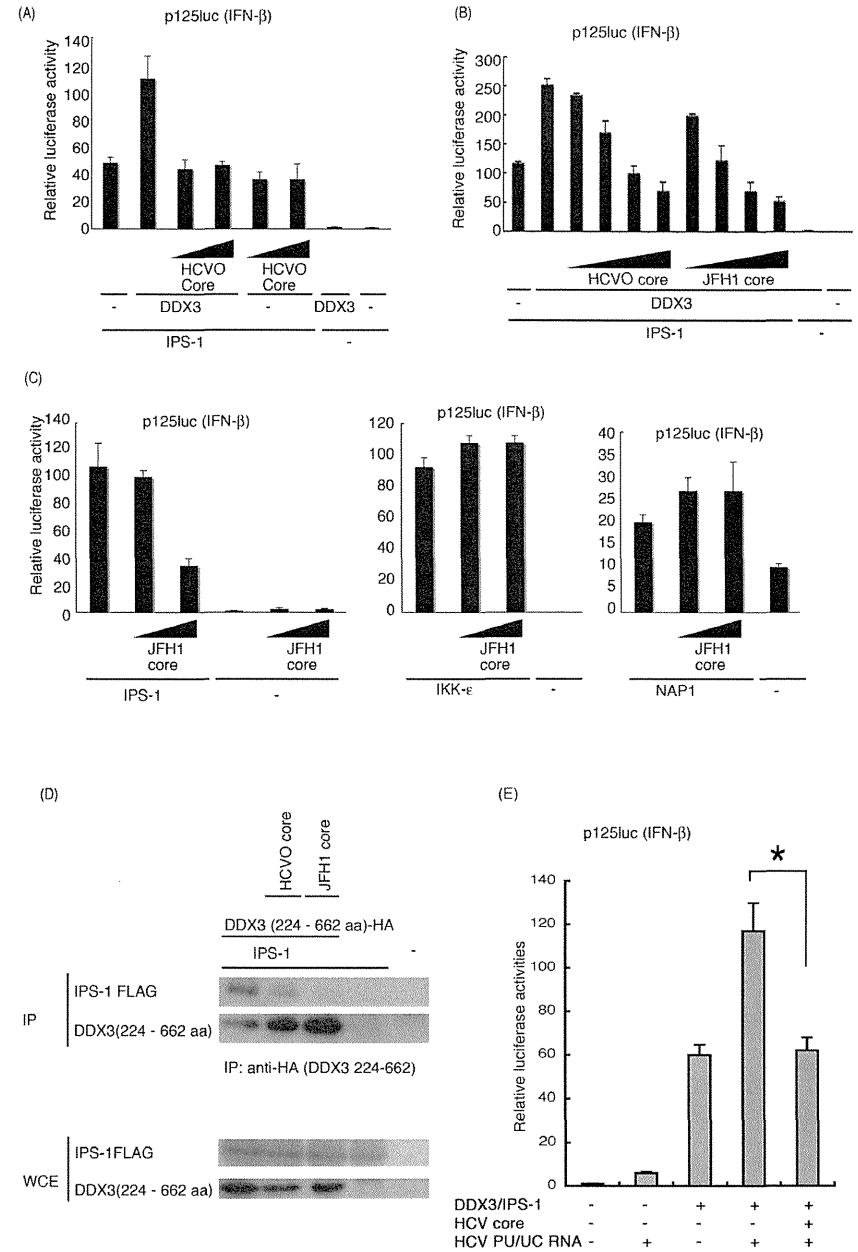 (A)
p125luc (IFN-β)
Relative luciferase activity
140
120
100
80
60
40
20
0
HCVO Core
HCVO Core
- DDX3 - DDX3 -
IPS-1 -
(B)
p125luc (IFN-β)
Relative luciferase activity
300
250
200
150
100
50
0
HCVO core JFH1 core
- DDX3 -
IPS-1 -
(C)
p125luc (IFN-β)
Relative luciferase activity
140
120
100
80
60
40
20
0
JFH1 core
JFH1 core
IPS-1 -
p125luc (IFN-β)
120
100
80
60
40
20
0
JFH1 core
IKK-ε -
p125luc (IFN-β)
40
35
30
25
20
15
10
5
0
JFH1 core
NAP1 -
(D)
HCVO core
JFH1 core
DDX3 (224 - 662 aa)-HA
IPS-1 -
IP
IPS-1 FLAG
DDX3(224 - 662 aa)
IP: anti-HA (DDX3 224-662)
WCE
IPS-1FLAG
DDX3(224 - 662 aa)
(E)
p125luc (IFN-β)
*
Relative luciferase activities
140
120
100
80
60
40
20
0
DDX3/IPS-1 - - + + +
HCV core - - - - +
HCV PU/UC RNA - + - + +